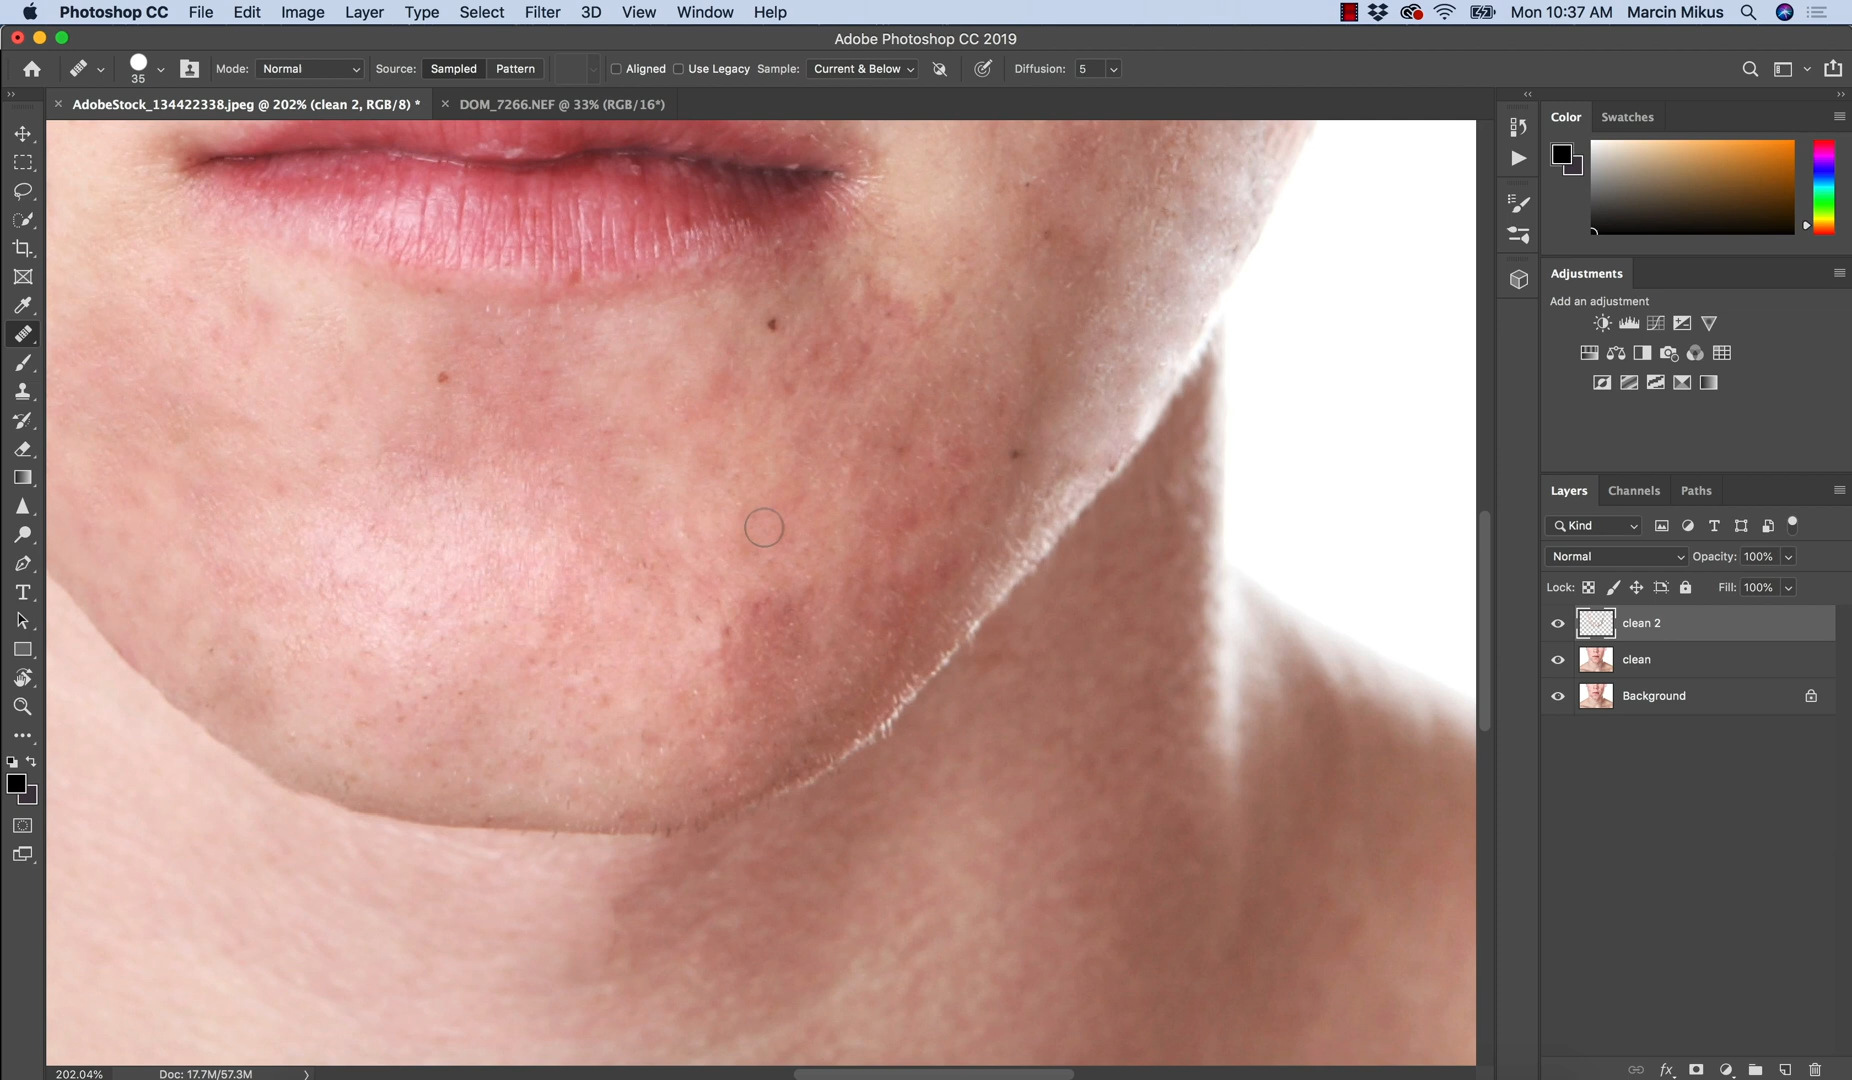 Photoshop CC File Edit Image Layer Type Select Filter 3D View Window Help Mon 10:37 AM Marcin Mikus
Adobe Photoshop CC 2019
35 Mode: Normal Source: Sampled Pattern Aligned Use Legacy Sample: Current & Below Diffusion: 5
AdobeStock_134422338.jpeg @ 202% (clean 2, RGB/8) * DOM_7266.NEF @ 33% (RGB/16*)
Color Swatches
Adjustments
Add an adjustment
Layers Channels Paths
Kind
Normal Opacity: 100%
Lock: Fill: 100%
clean 2
clean
Background
202.04% Doc: 17.7M/57.3M
fx